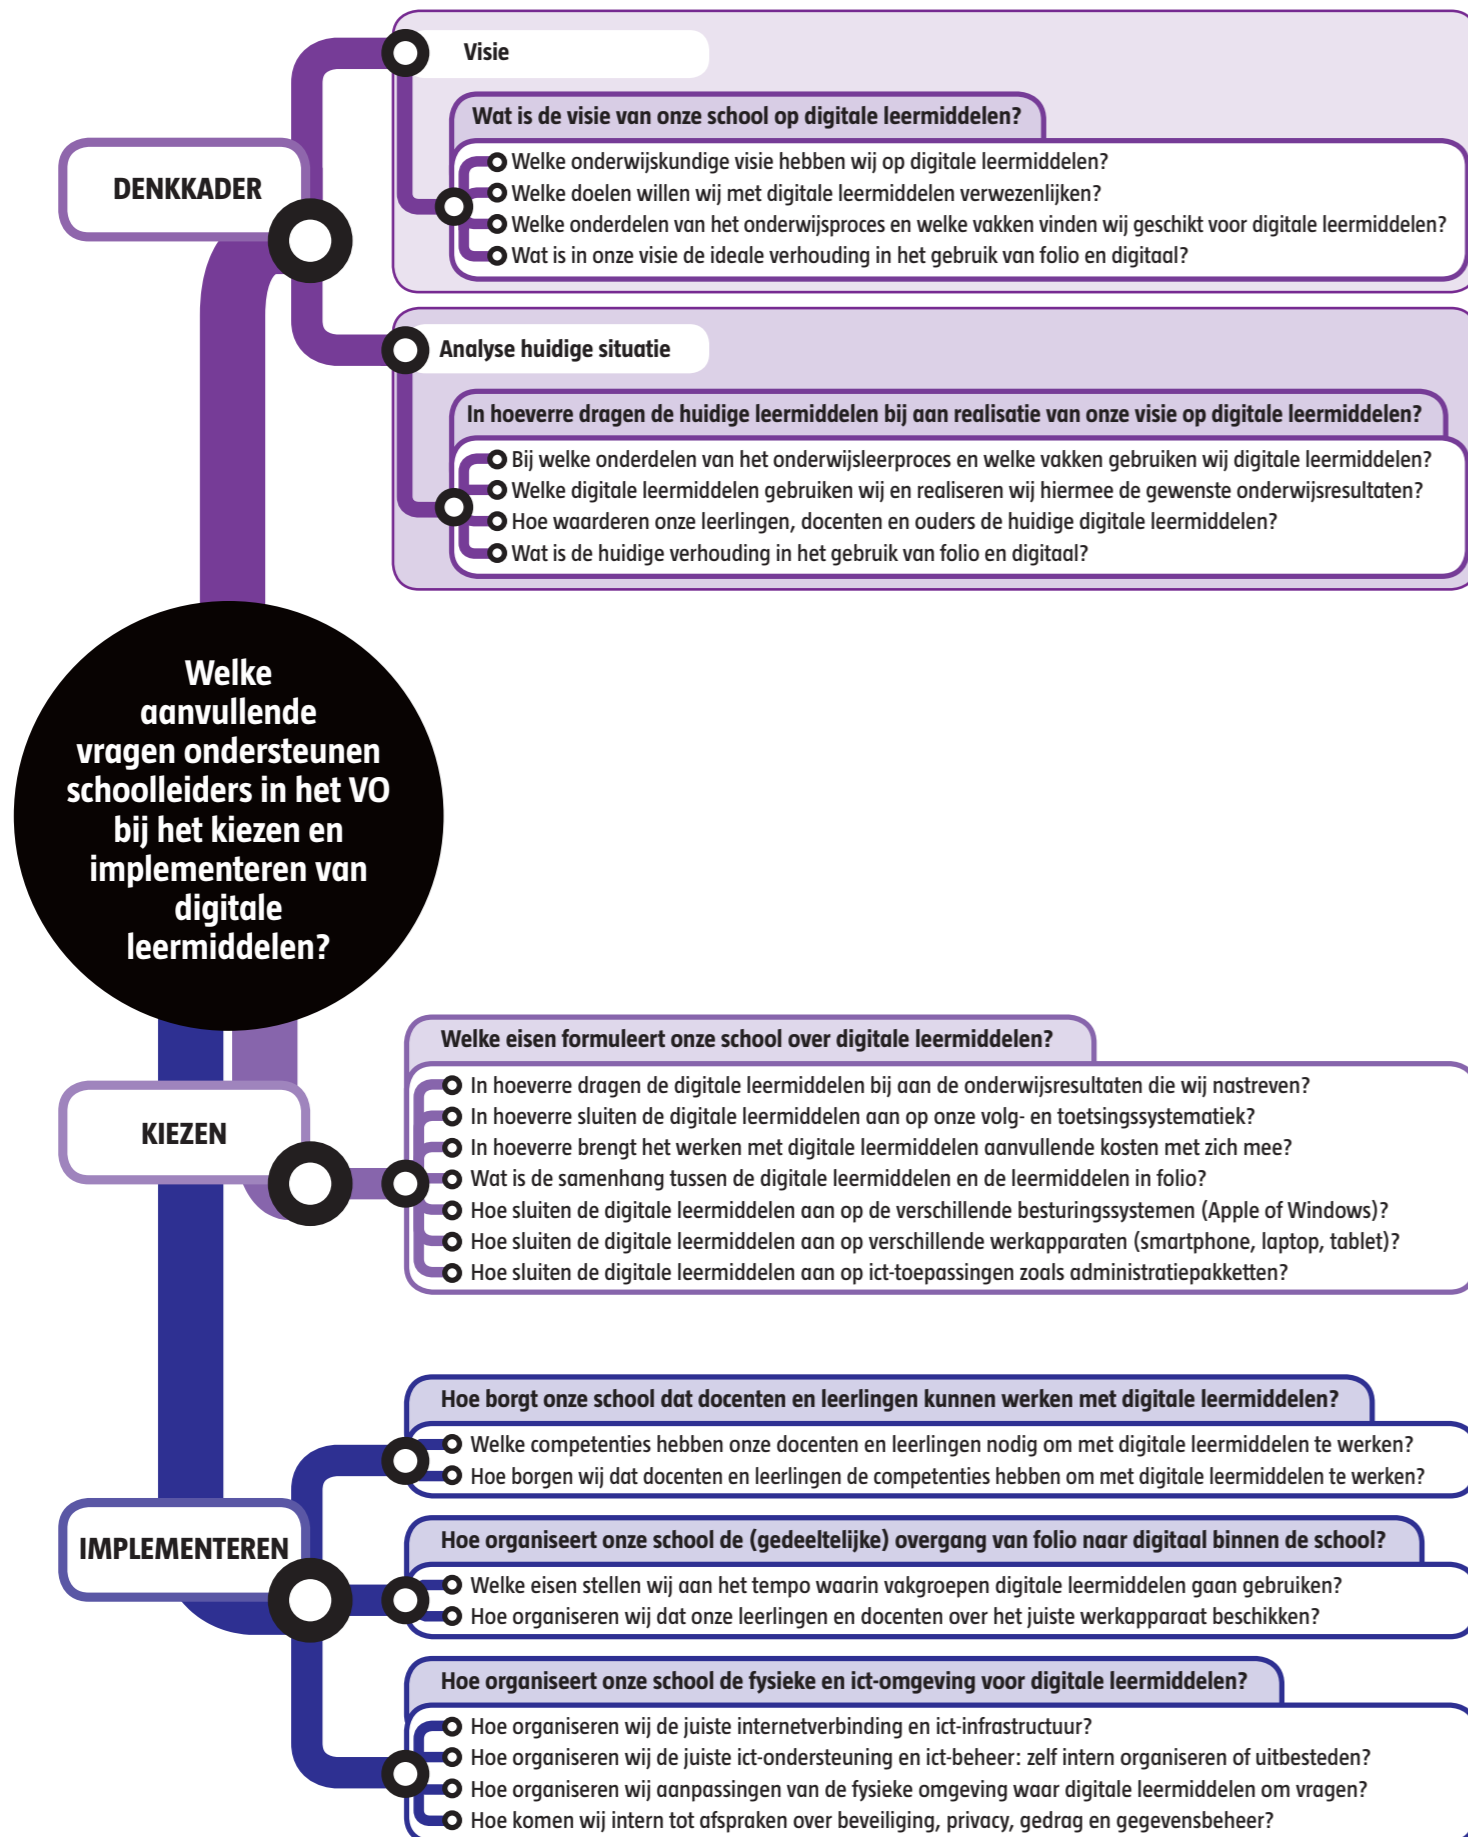 Visie
Wat is de visie van onze school op digitale leermiddelen?
Welke onderwijskundige visie hebben wij op digitale leermiddelen?
Welke doelen willen wij met digitale leermiddelen verwezenlijken?
Welke onderdelen van het onderwijsproces en welke vakken vinden wij geschikt voor digitale leermiddelen?
Wat is in onze visie de ideale verhouding in het gebruik van folio en digitaal?
DENKKADER
Analyse huidige situatie
In hoeverre dragen de huidige leermiddelen bij aan realisatie van onze visie op digitale leermiddelen?
Bij welke onderdelen van het onderwijsleerproces en welke vakken gebruiken wij digitale leermiddelen?
Welke digitale leermiddelen gebruiken wij en realiseren wij hiermee de gewenste onderwijsresultaten?
Hoe waarderen onze leerlingen, docenten en ouders de huidige digitale leermiddelen?
Wat is de huidige verhouding in het gebruik van folio en digitaal?
Welke
aanvullende
vragen ondersteunen
schoolleiders in het VO
bij het kiezen en
implementeren van
digitale
leermiddelen?
KIEZEN
Welke eisen formuleert onze school over digitale leermiddelen?
In hoeverre dragen de digitale leermiddelen bij aan de onderwijsresultaten die wij nastreven?
In hoeverre sluiten de digitale leermiddelen aan op onze volg- en toetsingssystematiek?
In hoeverre brengt het werken met digitale leermiddelen aanvullende kosten met zich mee?
Wat is de samenhang tussen de digitale leermiddelen en de leermiddelen in folio?
Hoe sluiten de digitale leermiddelen aan op de verschillende besturingssystemen (Apple of Windows)?
Hoe sluiten de digitale leermiddelen aan op verschillende werkapparaten (smartphone, laptop, tablet)?
Hoe sluiten de digitale leermiddelen aan op ict-toepassingen zoals administratiepakketten?
IMPLEMENTEREN
Hoe borgt onze school dat docenten en leerlingen kunnen werken met digitale leermiddelen?
Welke competenties hebben onze docenten en leerlingen nodig om met digitale leermiddelen te werken?
Hoe borgen wij dat docenten en leerlingen de competenties hebben om met digitale leermiddelen te werken?
Hoe organiseert onze school de (gedeeltelijke) overgang van folio naar digitaal binnen de school?
Welke eisen stellen wij aan het tempo waarin vakgroepen digitale leermiddelen gaan gebruiken?
Hoe organiseren wij dat onze leerlingen en docenten over het juiste werkapparaat beschikken?
Hoe organiseert onze school de fysieke en ict-omgeving voor digitale leermiddelen?
Hoe organiseren wij de juiste internetverbinding en ict-infrastructuur?
Hoe organiseren wij de juiste ict-ondersteuning en ict-beheer: zelf intern organiseren of uitbesteden?
Hoe organiseren wij aanpassingen van de fysieke omgeving waar digitale leermiddelen om vragen?
Hoe komen wij intern tot afspraken over beveiliging, privacy, gedrag en gegevensbeheer?